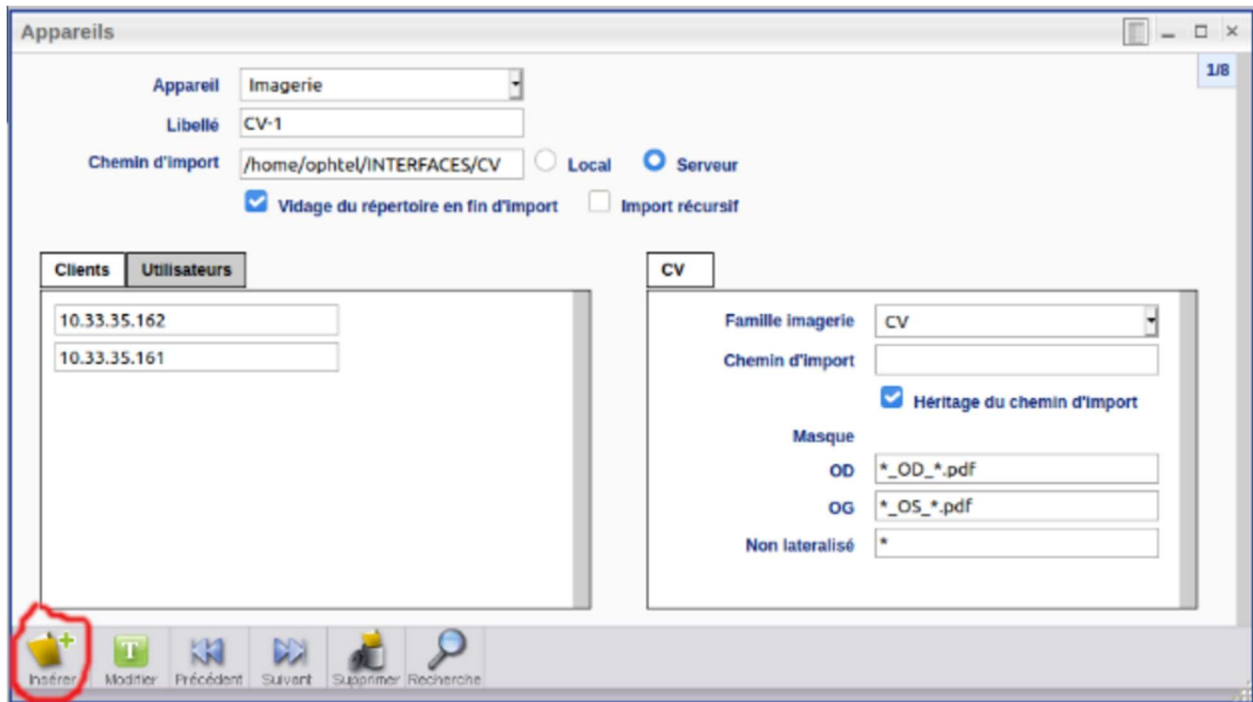 Appareils
1/8
Appareil Imagerie
Libellé CV-1
Chemin d'import /home/ophtel/INTERFACES/CV Local Serveur
Vidage du répertoire en fin d'import Import récursif
Clients Utilisateurs
10.33.35.162
10.33.35.161
CV
Famille imagerie CV
Chemin d'import
Héritage du chemin d'import
Masque
OD *_OD_*.pdf
OG *_OS_*.pdf
Non lateralisé *
Insérer Modifier Précédent Suivant Supprimer Recherche